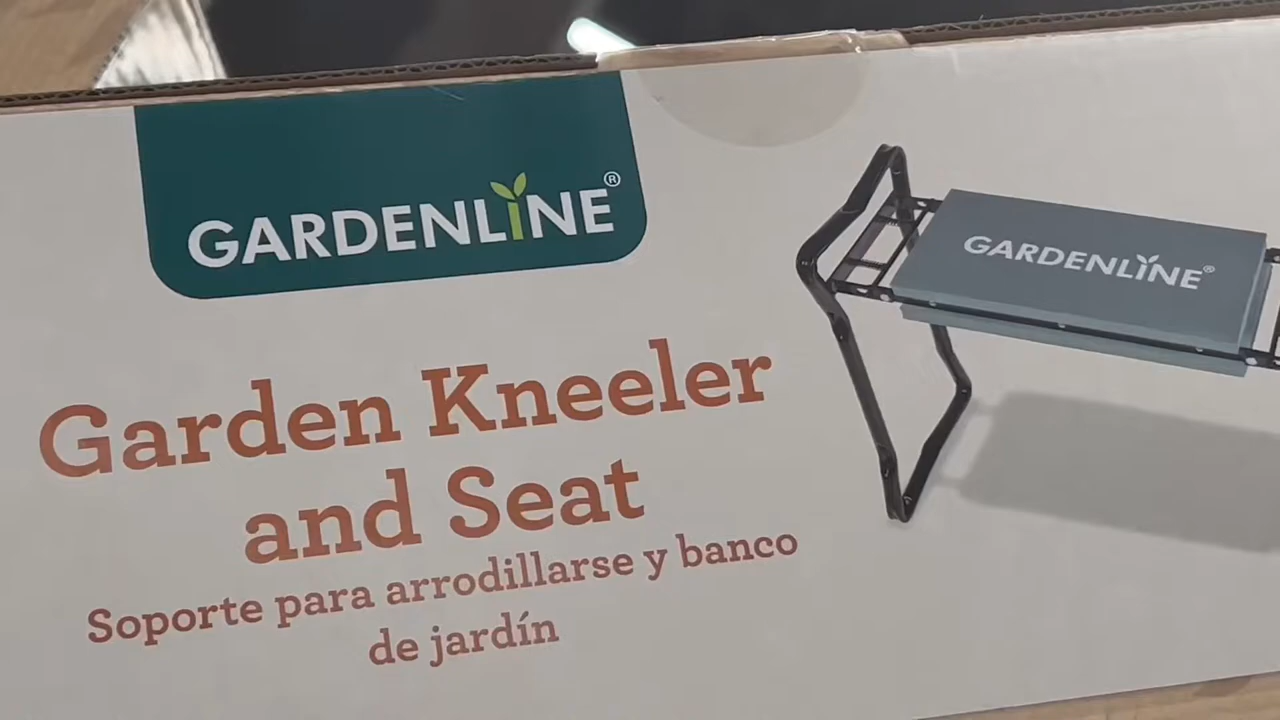 GARDENLINE®
GARDENLINE®
Garden Kneeler
and Seat
Soporte para arrodillarse y banco
de jardín